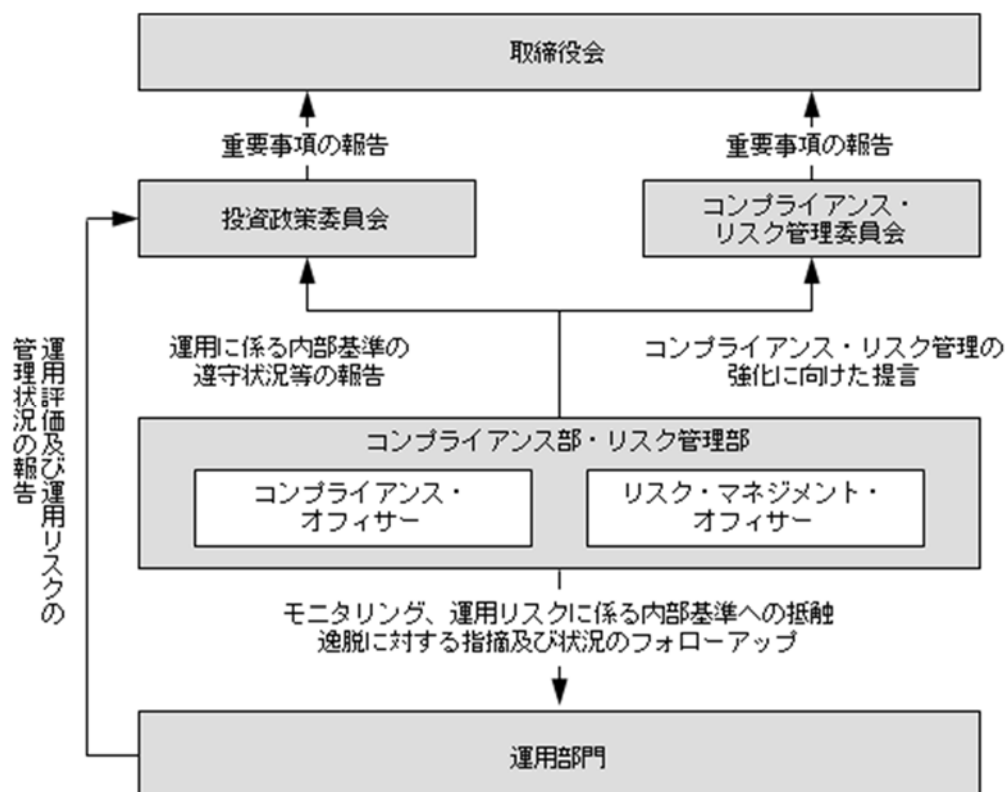 取締役会
重要事項の報告
重要事項の報告
投資政策委員会
コンプライアンス・
リスク管理委員会
運用に係る内部基準の
遵守状況等の報告
コンプライアンス・リスク管理の
強化に向けた提言
運用評価及び運用リスクの
管理状況の報告
コンプライアンス部・リスク管理部
コンプライアンス・
オフィサー
リスク・マネジメント・
オフィサー
モニタリング、運用リスクに係る内部基準への抵触
逸脱に対する指摘及び状況のフォローアップ
運用部門